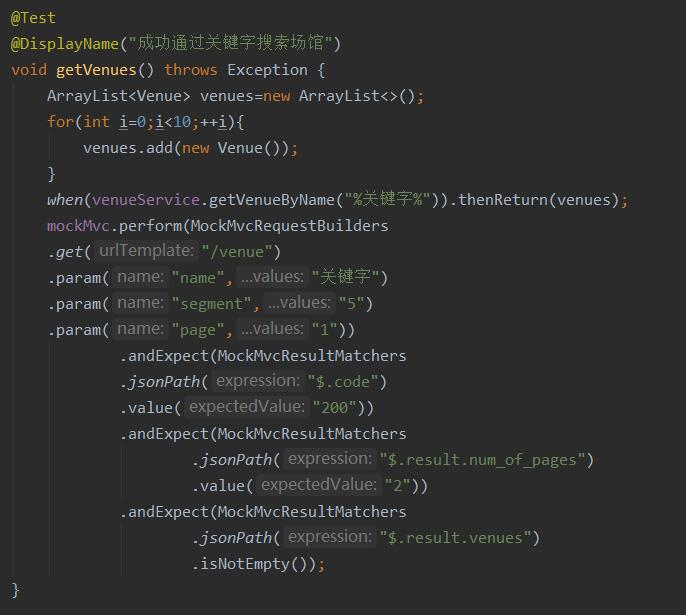 @Test
@DisplayName("成功通过关键字搜索场馆")
void getVenues() throws Exception {
ArrayList<Venue> venues=new ArrayList<>();
for(int i=0;i<10;++i){
venues.add(new Venue());
}
when(venueService.getVenueByName("%关键字%")).thenReturn(venues);
mockMvc.perform(MockMvcRequestBuilders
.get( urlTemplate: "/venue")
.param( name: "name", ...values: "关键字")
.param( name: "segment", ...values: "5")
.param( name: "page", ...values: "1"))
.andExpect(MockMvcResultMatchers
.jsonPath( expression: "$.code")
.value( expectedValue: "200"))
.andExpect(MockMvcResultMatchers
.jsonPath( expression: "$.result.num_of_pages")
.value( expectedValue: "2"))
.andExpect(MockMvcResultMatchers
.jsonPath( expression: "$.result.venues")
.isNotEmpty());
}